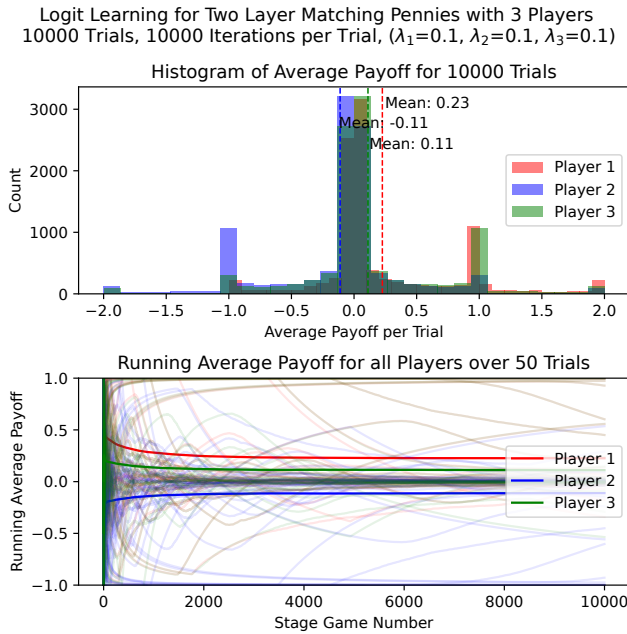 Logit Learning for Two Layer Matching Pennies with 3 Players
10000 Trials, 10000 Iterations per Trial, (λ₁=0.1, λ₂=0.1, λ₃=0.1)
Histogram of Average Payoff for 10000 Trials
3000
2000
1000
0
Count
Mean: 0.23
Mean: -0.11
Mean: 0.11
Player 1
Player 2
Player 3
−2.0 −1.5 −1.0 −0.5 0.0 0.5 1.0 1.5 2.0
Average Payoff per Trial
Running Average Payoff for all Players over 50 Trials
1.0
0.5
0.0
−0.5
−1.0
Running Average Payoff
Player 1
Player 2
Player 3
0 2000 4000 6000 8000 10000
Stage Game Number